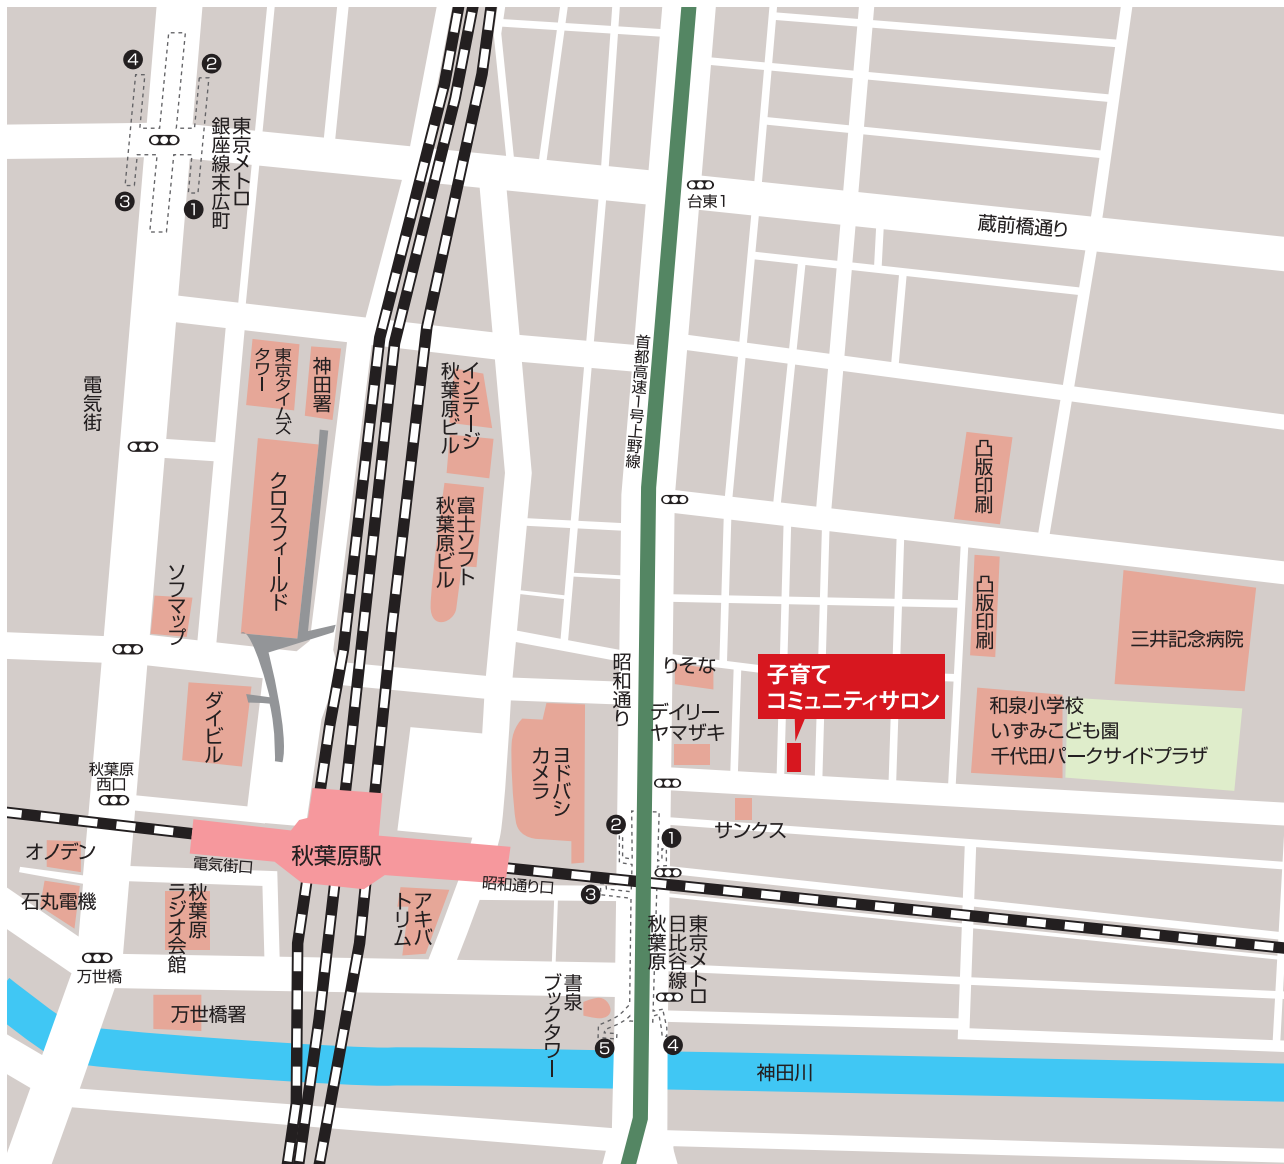 ❹
❷
❸
❶
東京メトロ
銀座線末広町
台東1
蔵前橋通り
首都高速1号上野線
電気街
東京タイムズ
タワー
神田署
インテージ
秋葉原ビル
クロスフィールド
富士ソフト
秋葉原ビル
凸版印刷
凸版印刷
ソフマップ
三井記念病院
昭和通り
りそな
子育て
コミュニティサロン
ダイビル
デイリー
ヤマザキ
和泉小学校
いずみこども園
千代田パークサイドプラザ
ヨドバシ
カメラ
秋葉原
西口
サンクス
❷
❶
オノデン
電気街口
秋葉原駅
昭和通り口
❸
石丸電機
秋葉原
ラジオ会館
アキバ
トリム
東京メトロ
日比谷線
秋葉原
万世橋
万世橋署
書泉
ブックタワー
❺
❹
神田川